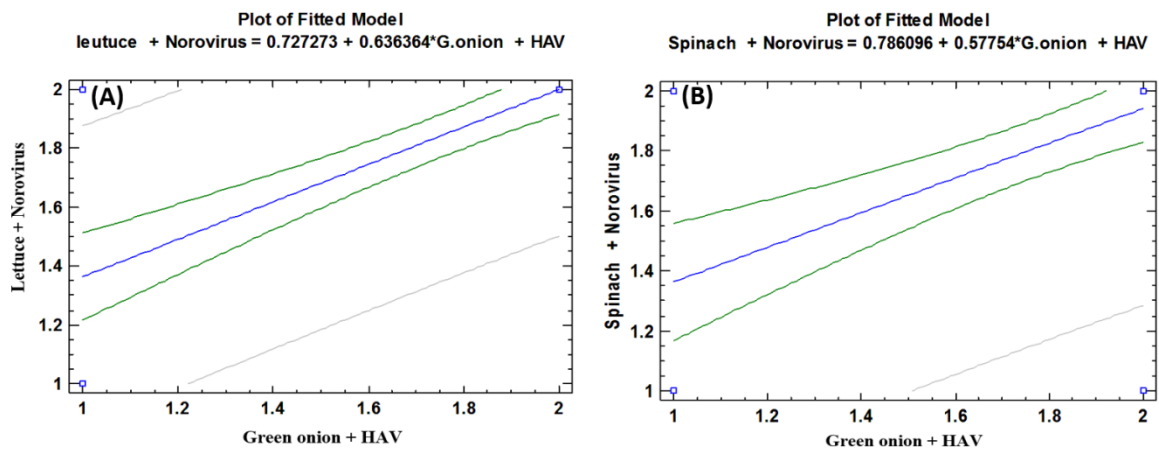 Plot of Fitted Model
leutuce + Norovirus = 0.727273 + 0.636364*G.onion + HAV
(A)
2
1.8
1.6
1.4
1.2
1
Lettuce + Norovirus
1 1.2 1.4 1.6 1.8 2
Green onion + HAV
Plot of Fitted Model
Spinach + Norovirus = 0.786096 + 0.57754*G.onion + HAV
(B)
2
1.8
1.6
1.4
1.2
1
Spinach + Norovirus
1 1.2 1.4 1.6 1.8 2
Green onion + HAV